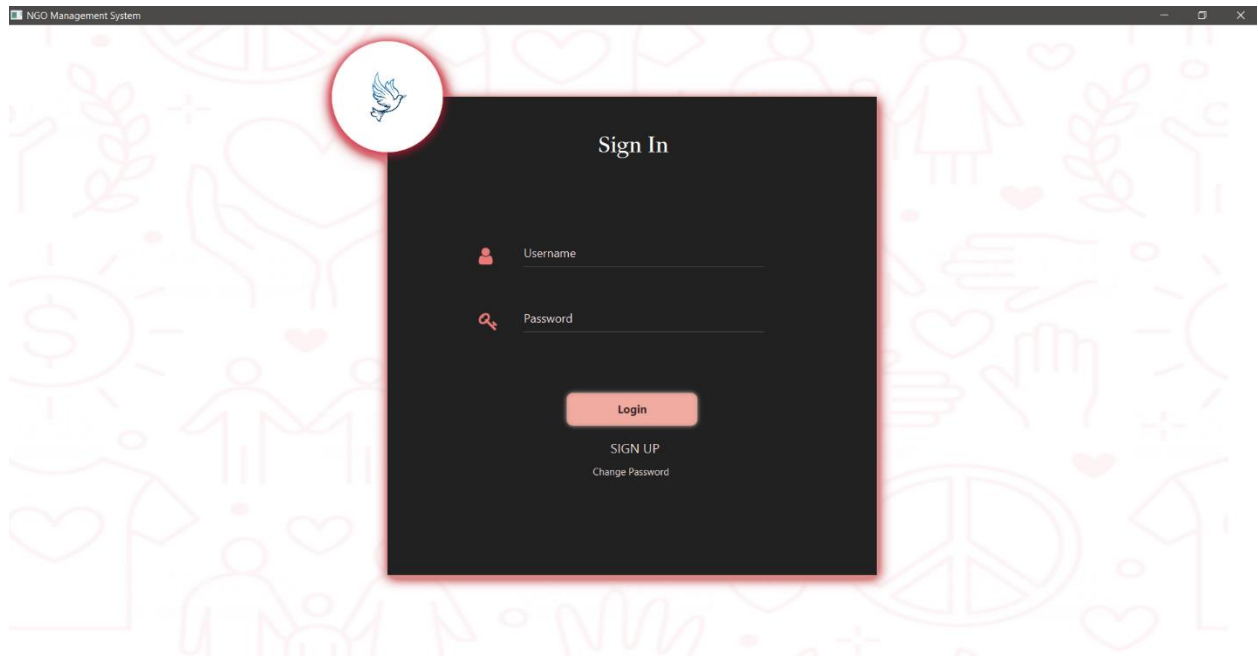 NGO Management System
Sign In
Username
Password
Login
SIGN UP
Change Password